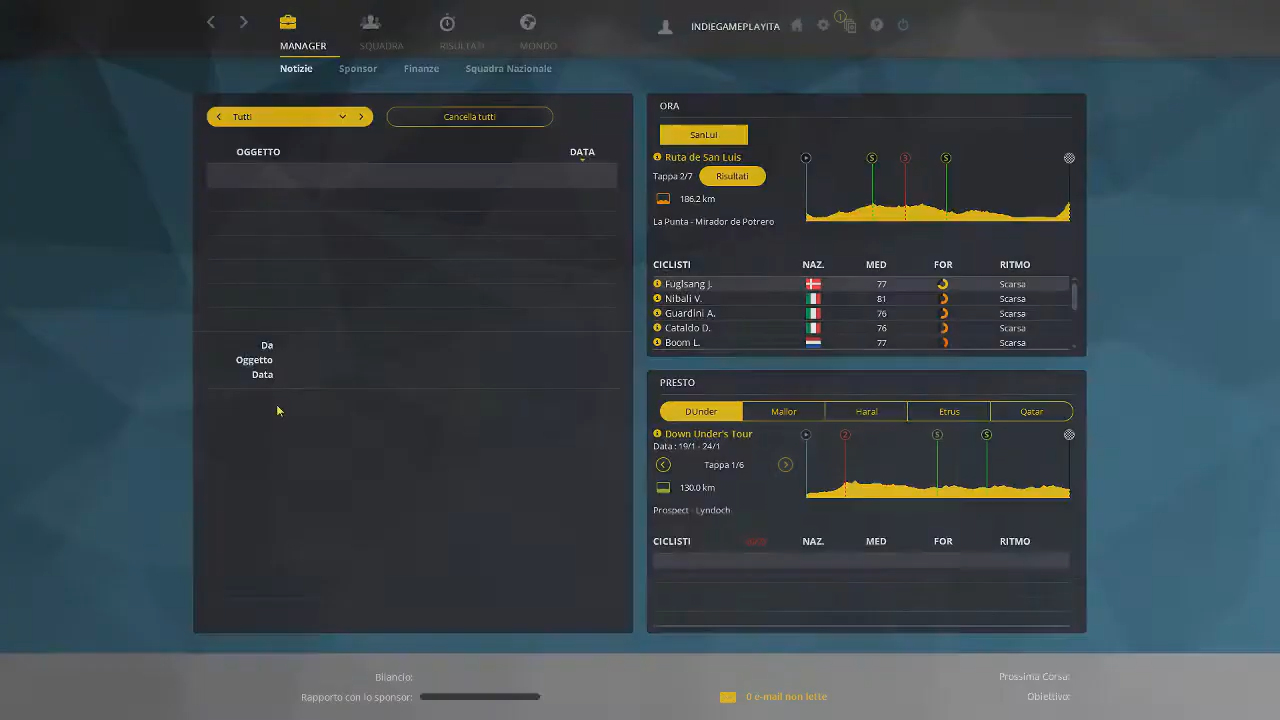 MANAGER
SQUADRA
RISULTATI
MONDO
INDIEGAMEPLAYITA
1
Notizie
Sponsor
Finanze
Squadra Nazionale
Tutti
Cancella tutti
OGGETTO
DATA
Da
Oggetto
Data
ORA
SanLui
Ruta de San Luis
Tappa 2/7
Risultati
186.2 km
La Punta - Mirador de Potrero
S
3
S
CICLISTI NAZ. MED FOR RITMO
Fuglsang J. 77 Scarsa
Nibali V. 81 Scarsa
Guardini A. 76 Scarsa
Cataldo D. 76 Scarsa
Boom L. 77 Scarsa
PRESTO
DUnder
Mallor
Haral
Etrus
Qatar
Down Under's Tour
Data : 19/1 - 24/1
Tappa 1/6
130.0 km
Prospect - Lyndoch
2
S
S
CICLISTI NAZ. MED FOR RITMO
Bilancio:
Rapporto con lo sponsor:
0 e-mail non lette
Prossima Corsa:
Obiettivo: